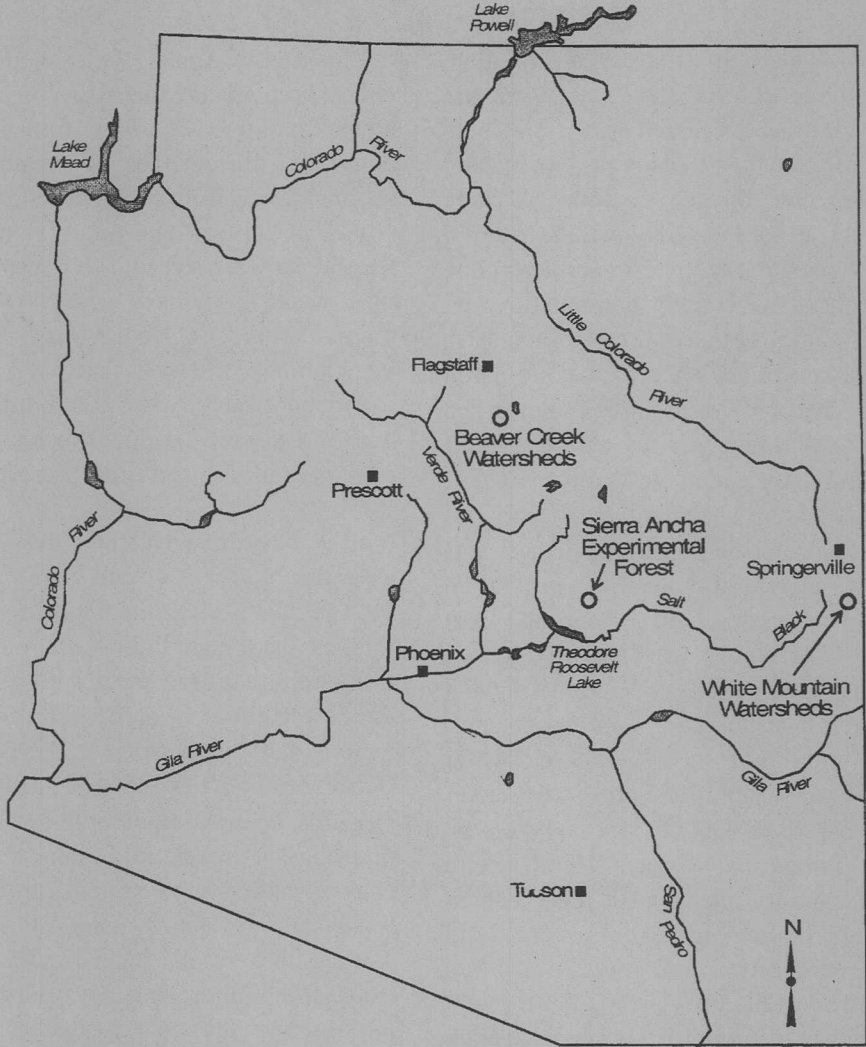 Lake
Powell
Lake
Mead
Colorado
River
Little Colorado
River
Flagstaff
Beaver Creek
Watersheds
Verde River
Prescott
Sierra Ancha
Experimental
Forest
Springerville
Colorado
River
Salt
Black
Phoenix
Theodore
Roosevelt
Lake
White Mountain
Watersheds
Gila River
Gila River
Tucson
San Pedro
N